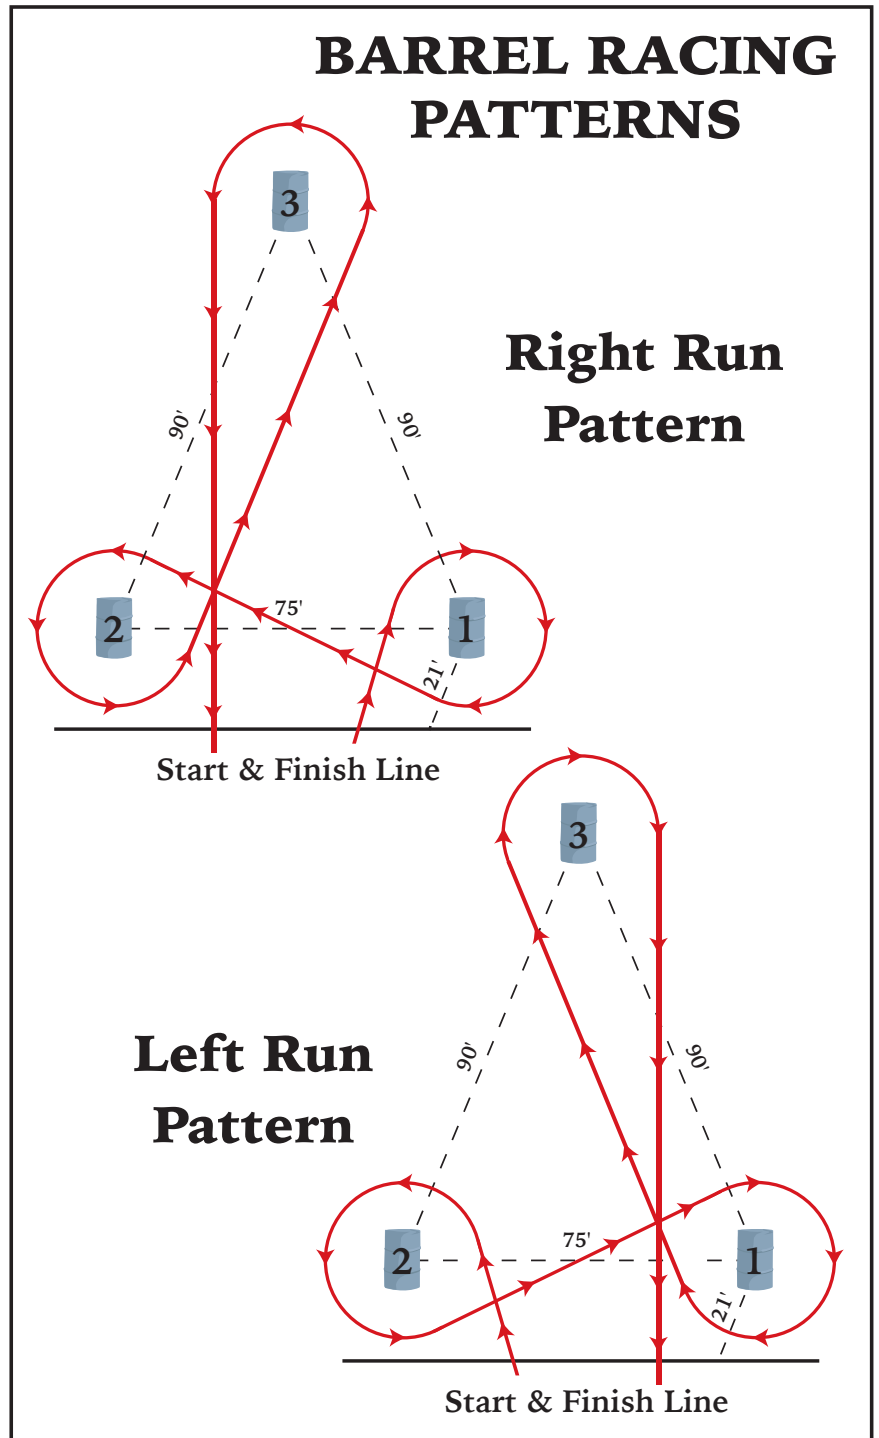 BARREL RACING
PATTERNS
3
Right Run
Pattern
90'
90'
75'
2
1
21'
Start & Finish Line
3
Left Run
Pattern
90'
90'
75'
2
1
21'
Start & Finish Line